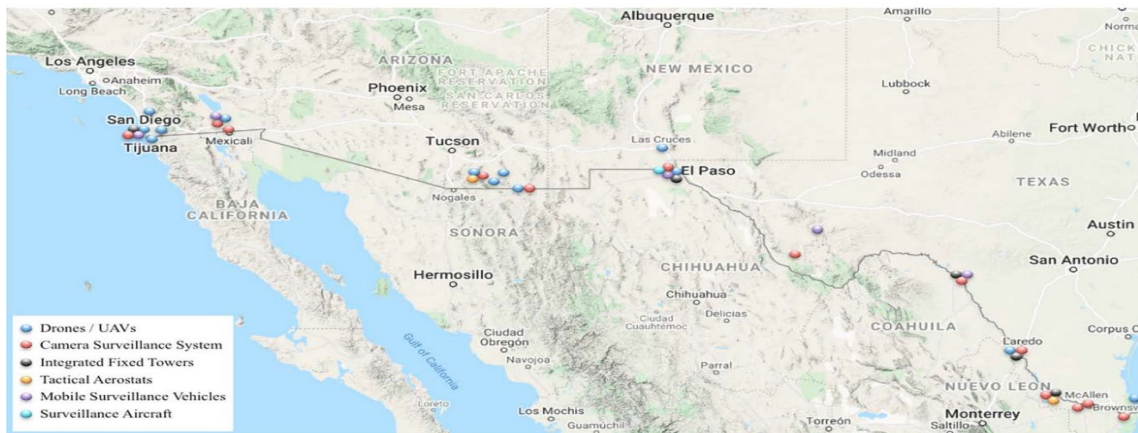 Albuquerque
Amarillo
Los Angeles
Long Beach
Anaheim
ARIZONA
FORT APACHE
RESERVATION
SAN CARLOS
RESERVATION
NEW MEXICO
CHICK
NAT
Phoenix
Mesa
Lubbock
San Diego
Tijuana
Mexicali
Tucson
Las Cruces
El Paso
Fort Worth
Abilene
Midland
Odessa
TEXAS
Nogales
BAJA
CALIFORNIA
SONORA
Austin
San Antonio
Hermosillo
CHIHUAHUA
Chihuahua
Ciudad
Cuauhtemoc
Delicias
COAHUILA
Corpus C
Laredo
Gulf of California
Ciudad
Obregón
Navojoa
Parral
NUEVO LEON
McAllen
Brownsv
Loreto
Los Mochis
Guamúchil
Torreón
Monterrey
Saltillo
Drones / UAVs
Camera Surveillance System
Integrated Fixed Towers
Tactical Aerostats
Mobile Surveillance Vehicles
Surveillance Aircraft